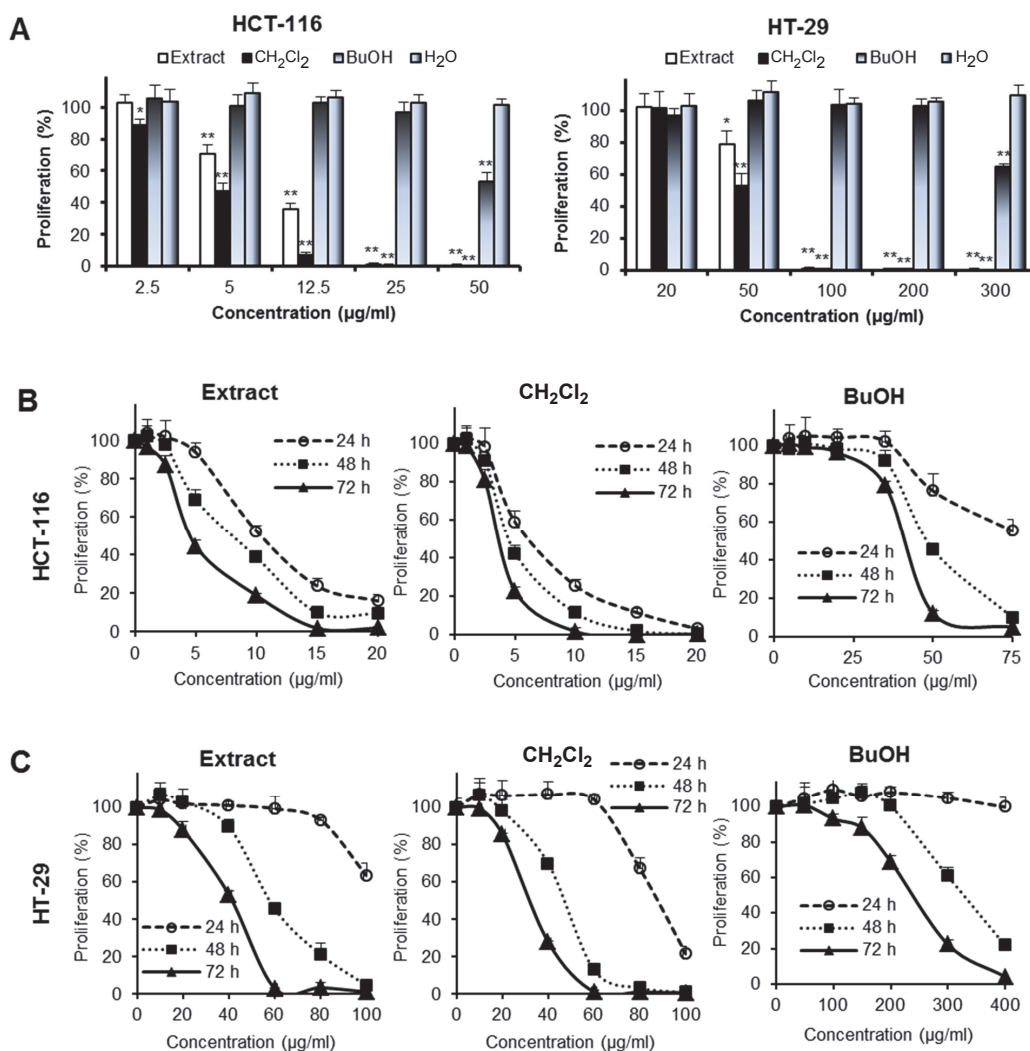 A
HCT-116
Extract CH₂Cl₂ BuOH H₂O
Proliferation (%)
100
80
60
40
20
0
* ** ** ** ** ** ** ** ** **
2.5 5 12.5 25 50
Concentration (µg/ml)
HT-29
Extract CH₂Cl₂ BuOH H₂O
Proliferation (%)
100
80
60
40
20
0
* ** ** ** ** ** ** ** **
20 50 100 200 300
Concentration (µg/ml)
B
HCT-116
Extract
Proliferation (%)
100
80
60
40
20
0
24 h
48 h
72 h
0 5 10 15 20
Concentration (µg/ml)
CH₂Cl₂
Proliferation (%)
100
80
60
40
20
0
24 h
48 h
72 h
0 5 10 15 20
Concentration (µg/ml)
BuOH
Proliferation (%)
100
80
60
40
20
0
24 h
48 h
72 h
0 25 50 75
Concentration (µg/ml)
C
HT-29
Extract
Proliferation (%)
100
80
60
40
20
0
24 h
48 h
72 h
0 20 40 60 80 100
Concentration (µg/ml)
CH₂Cl₂
Proliferation (%)
100
80
60
40
20
0
24 h
48 h
72 h
0 20 40 60 80 100
Concentration (µg/ml)
BuOH
Proliferation (%)
100
80
60
40
20
0
24 h
48 h
72 h
0 100 200 300 400
Concentration (µg/ml)